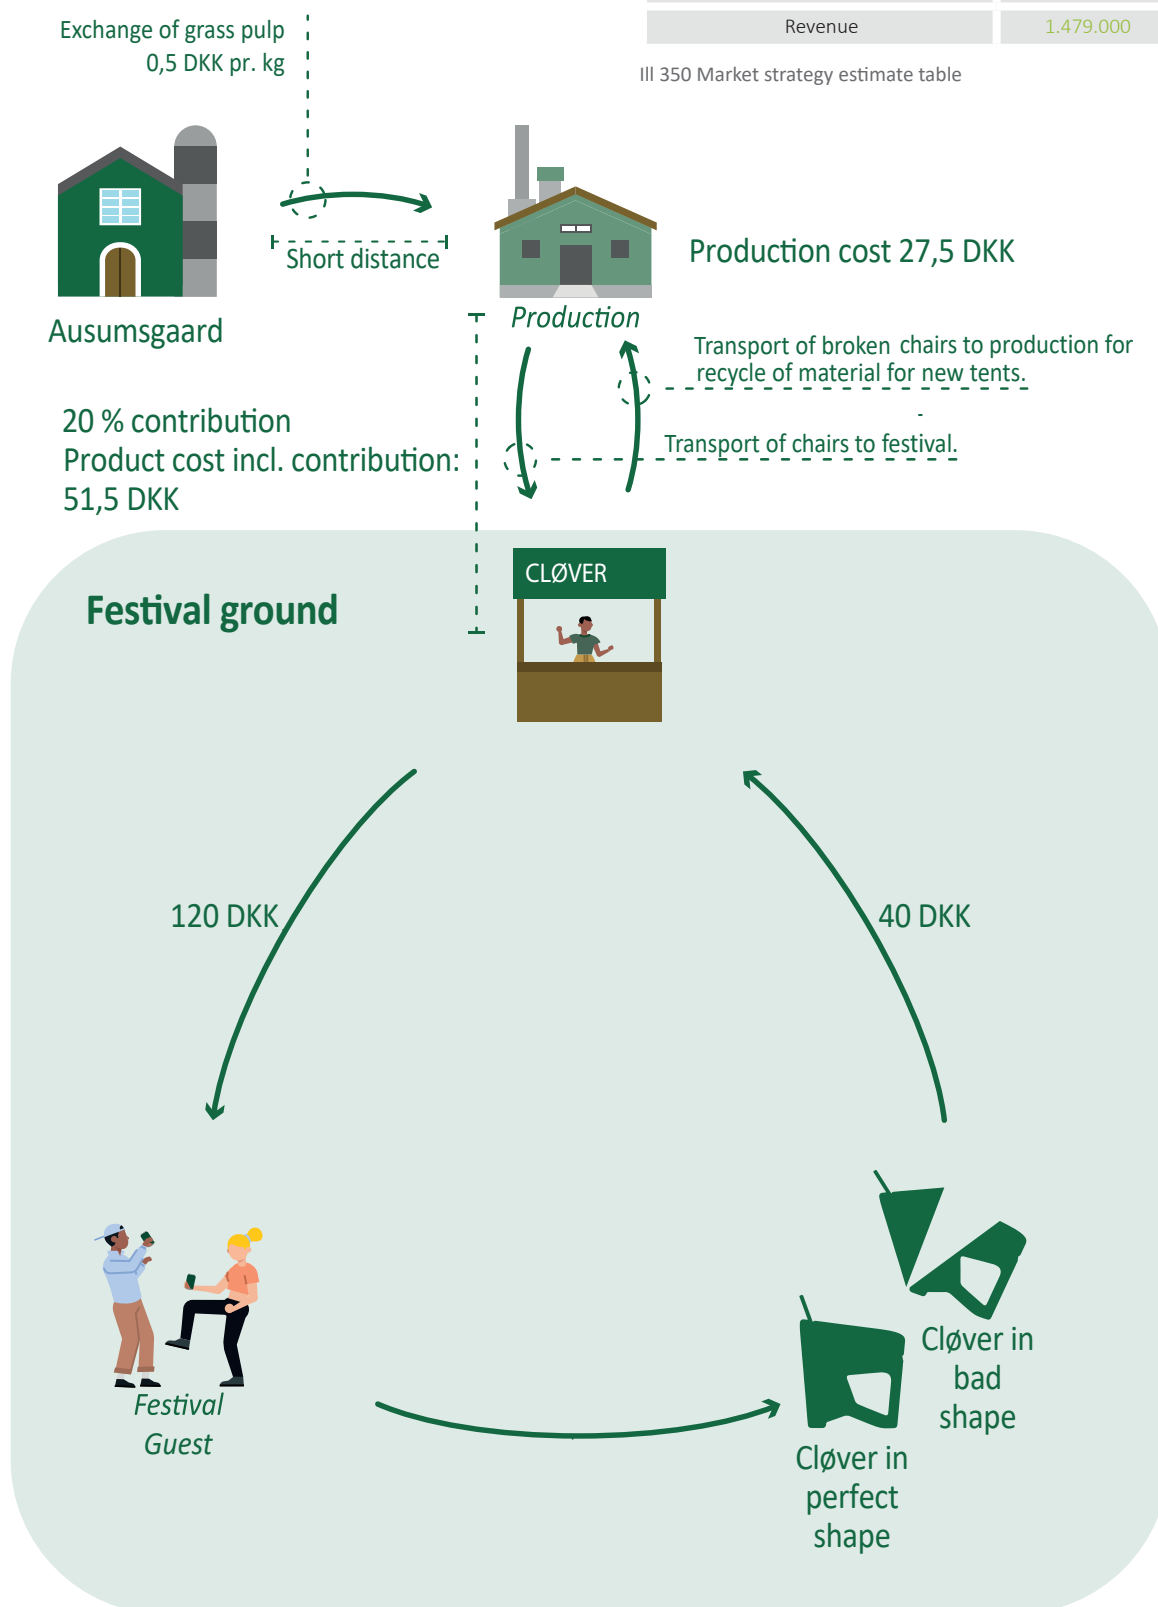 Revenue
1.479.000
Ill 350 Market strategy estimate table
Exchange of grass pulp
0,5 DKK pr. kg
Short distance
Ausumsgaard
Production
Production cost 27,5 DKK
Transport of broken chairs to production for
recycle of material for new tents.
Transport of chairs to festival.
20 % contribution
Product cost incl. contribution:
51,5 DKK
Festival ground
CLØVER
120 DKK
40 DKK
Festival
Guest
Cløver in
bad
shape
Cløver in
perfect
shape